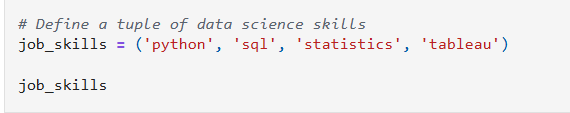 # Define a tuple of data science skills
job_skills = ('python', 'sql', 'statistics', 'tableau')
job_skills